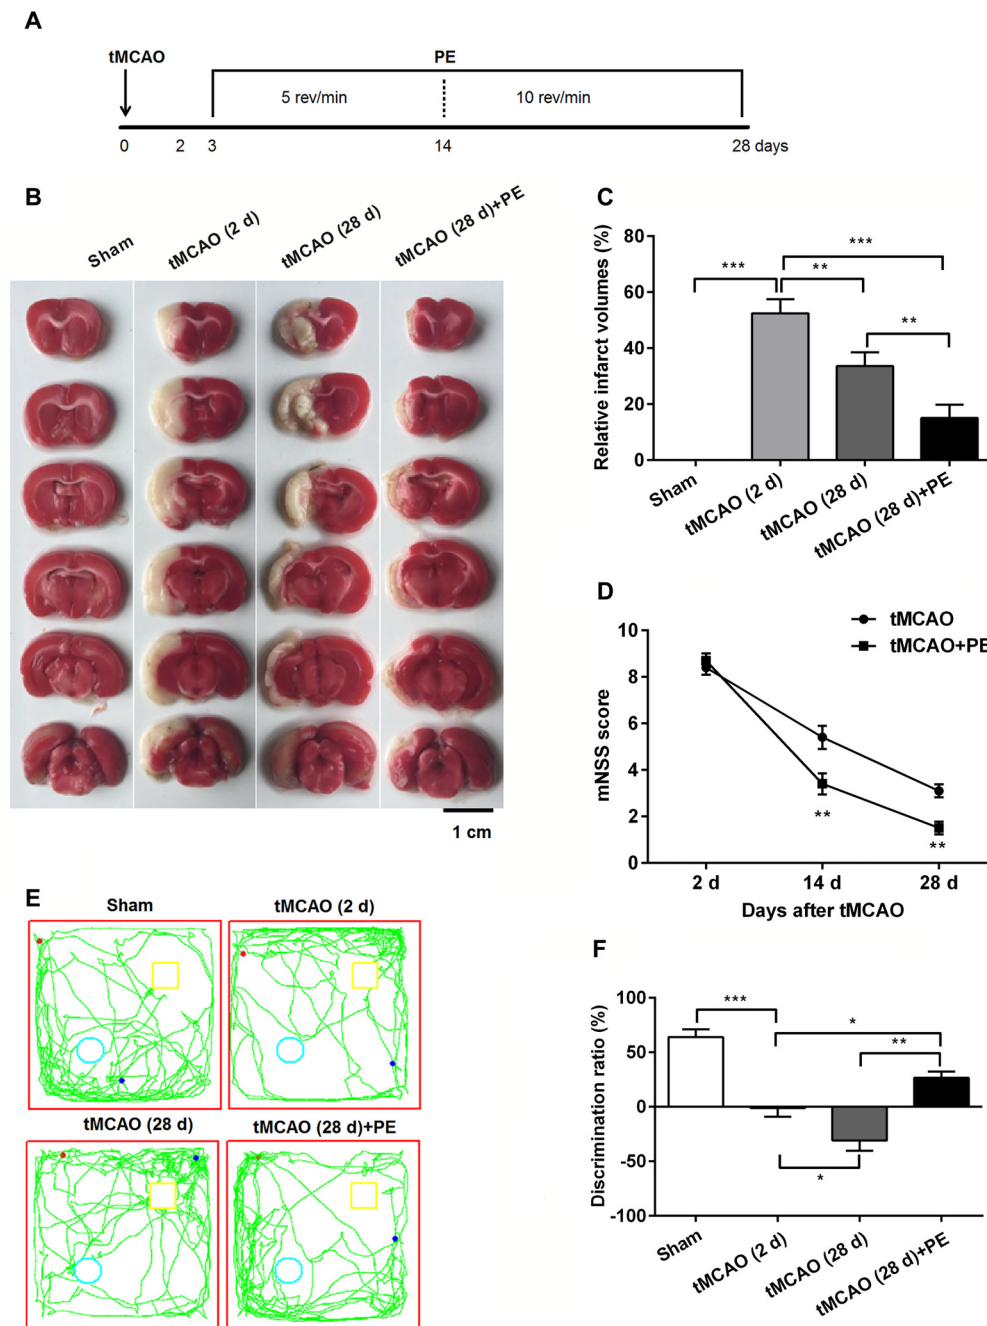 A
tMCAO
PE
5 rev/min
10 rev/min
0 2 3 14 28 days
B
Sham
tMCAO (2 d)
tMCAO (28 d)
tMCAO (28 d)+PE
1 cm
C
Relative infarct volumes (%)
80
60
40
20
0
***
**
***
**
Sham
tMCAO (2 d)
tMCAO (28 d)
tMCAO (28 d)+PE
D
tMCAO
tMCAO+PE
mNSS score
10
8
6
4
2
0
**
**
2 d 14 d 28 d
Days after tMCAO
E
Sham
tMCAO (2 d)
tMCAO (28 d)
tMCAO (28 d)+PE
F
Discrimination ratio (%)
100
50
0
-50
-100
***
*
**
*
Sham
tMCAO (2 d)
tMCAO (28 d)
tMCAO (28 d)+PE